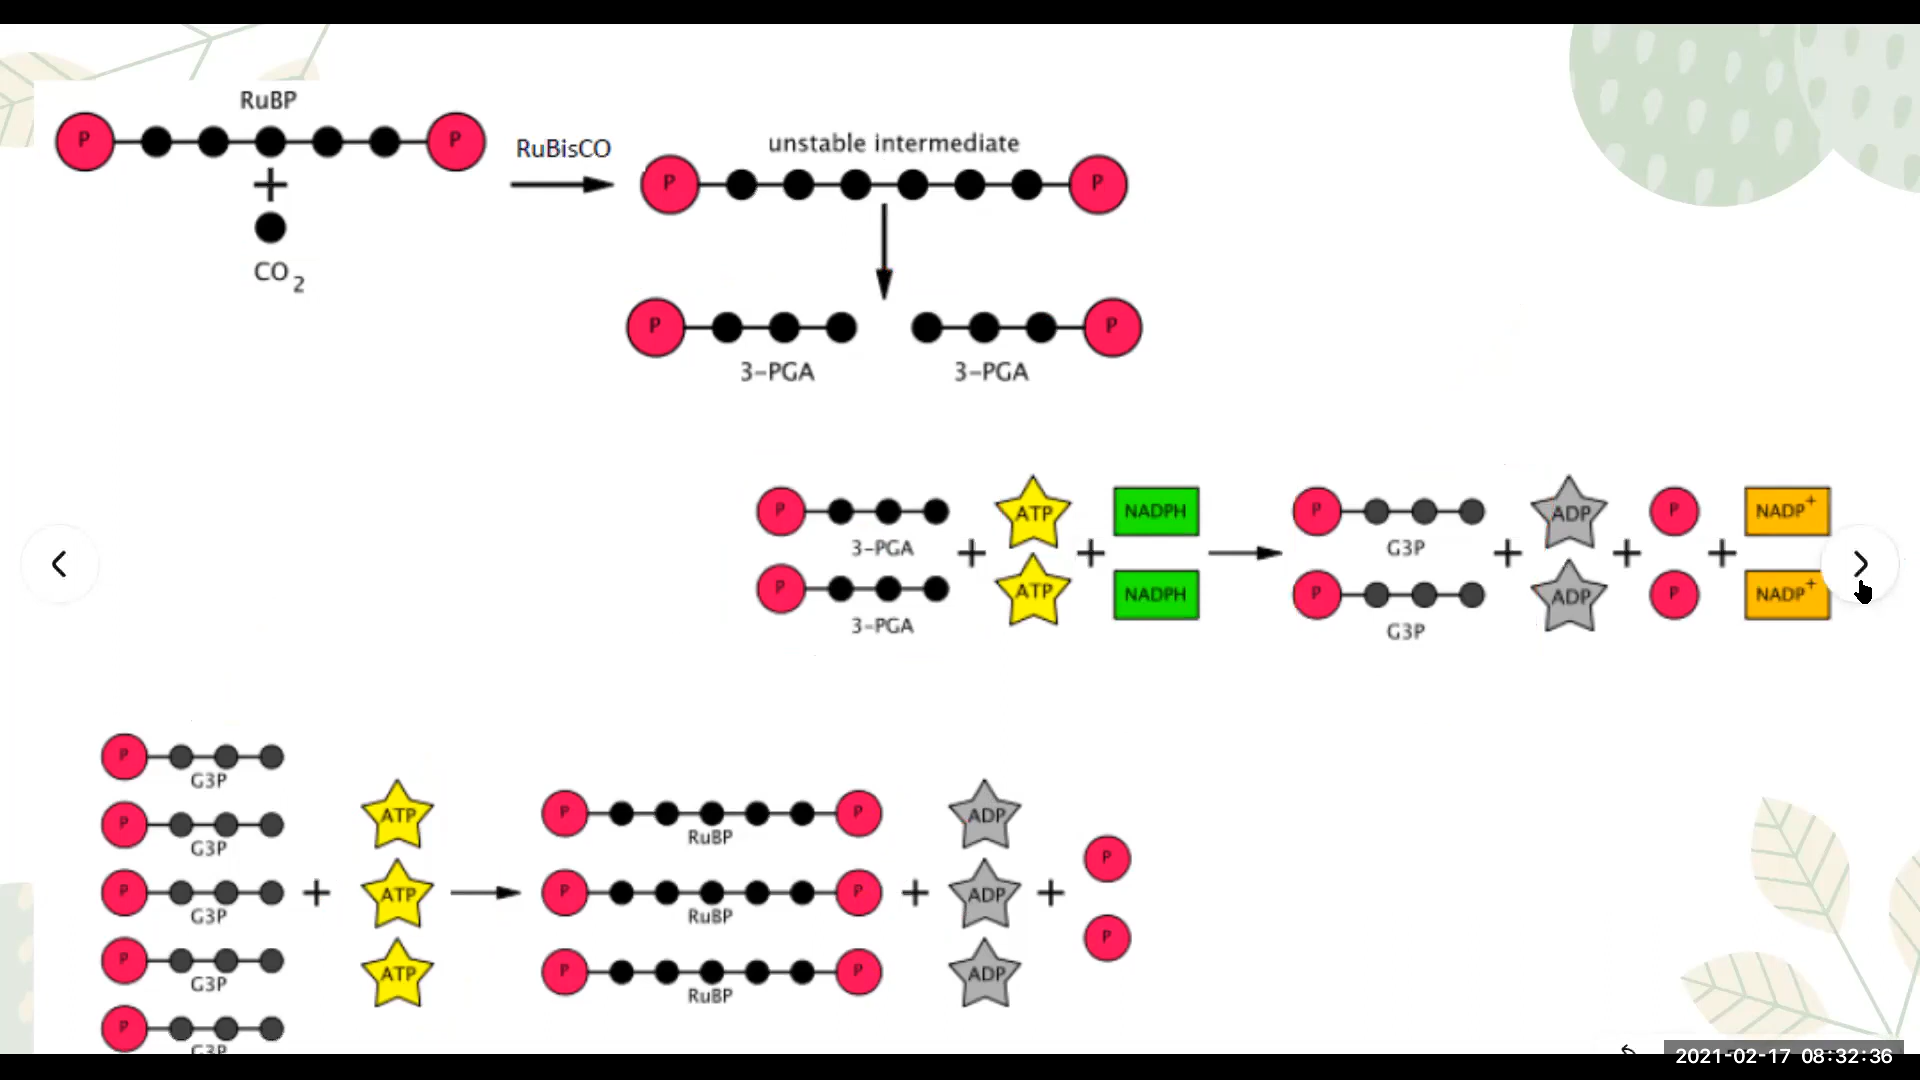 RuBP
P P
RuBisCO
+
CO2
unstable intermediate
P P
P P
3-PGA 3-PGA
P ATP NADPH P ADP P NADP+
3-PGA G3P
+ + + + +
P ATP NADPH P ADP P NADP+
3-PGA G3P
P
G3P
P ATP P P ADP
G3P RuBP
P
P + ATP P P + ADP +
G3P RuBP
P
P ATP P P ADP
G3P RuBP
P
G3P
2021-02-17 08:32:36